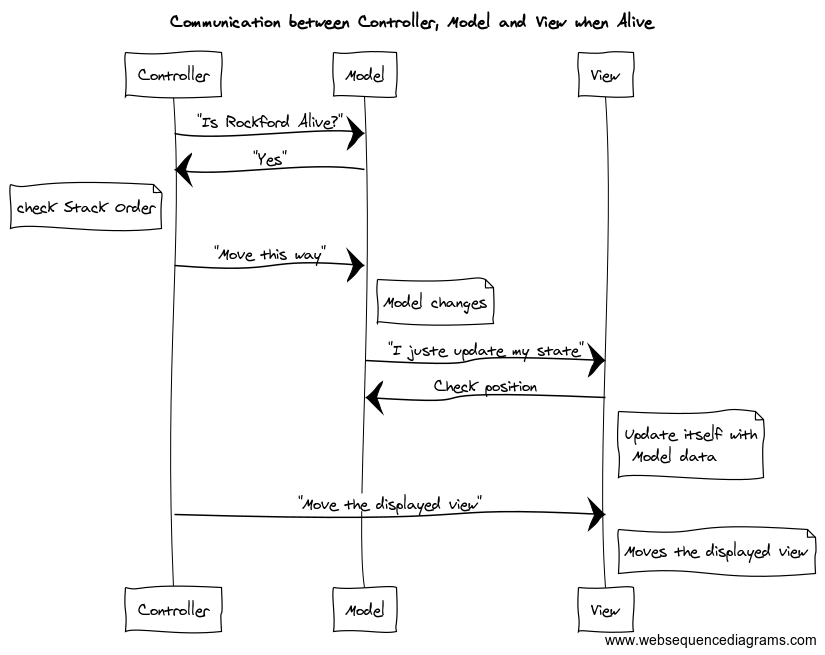 Communication between Controller, Model and View when Alive
Controller
Model
View
"Is Rockford Alive?"
"Yes"
check Stack Order
"Move this way"
Model changes
"I juste update my state"
Check position
Update itself with
Model data
"Move the displayed view"
Moves the displayed view
Controller
Model
View
www.websequencediagrams.com